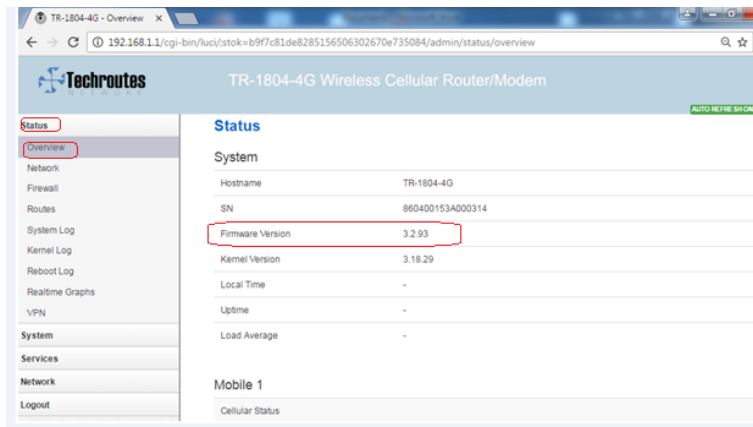 TR-1804-4G - Overview
192.168.1.1/cgi-bin/luci/;stok=b9f7c81de8285156506302670e735084/admin/status/overview
Techroutes
NETWORK
TR-1804-4G Wireless Cellular Router/Modem
AUTO REFRESH ON
Status
Overview
Network
Firewall
Routes
System Log
Kernel Log
Reboot Log
Realtime Graphs
VPN
System
Services
Network
Logout
Status
System
Hostname TR-1804-4G
SN 860400153A000314
Firmware Version 3.2.93
Kernel Version 3.18.29
Local Time -
Uptime -
Load Average -
Mobile 1
Cellular Status